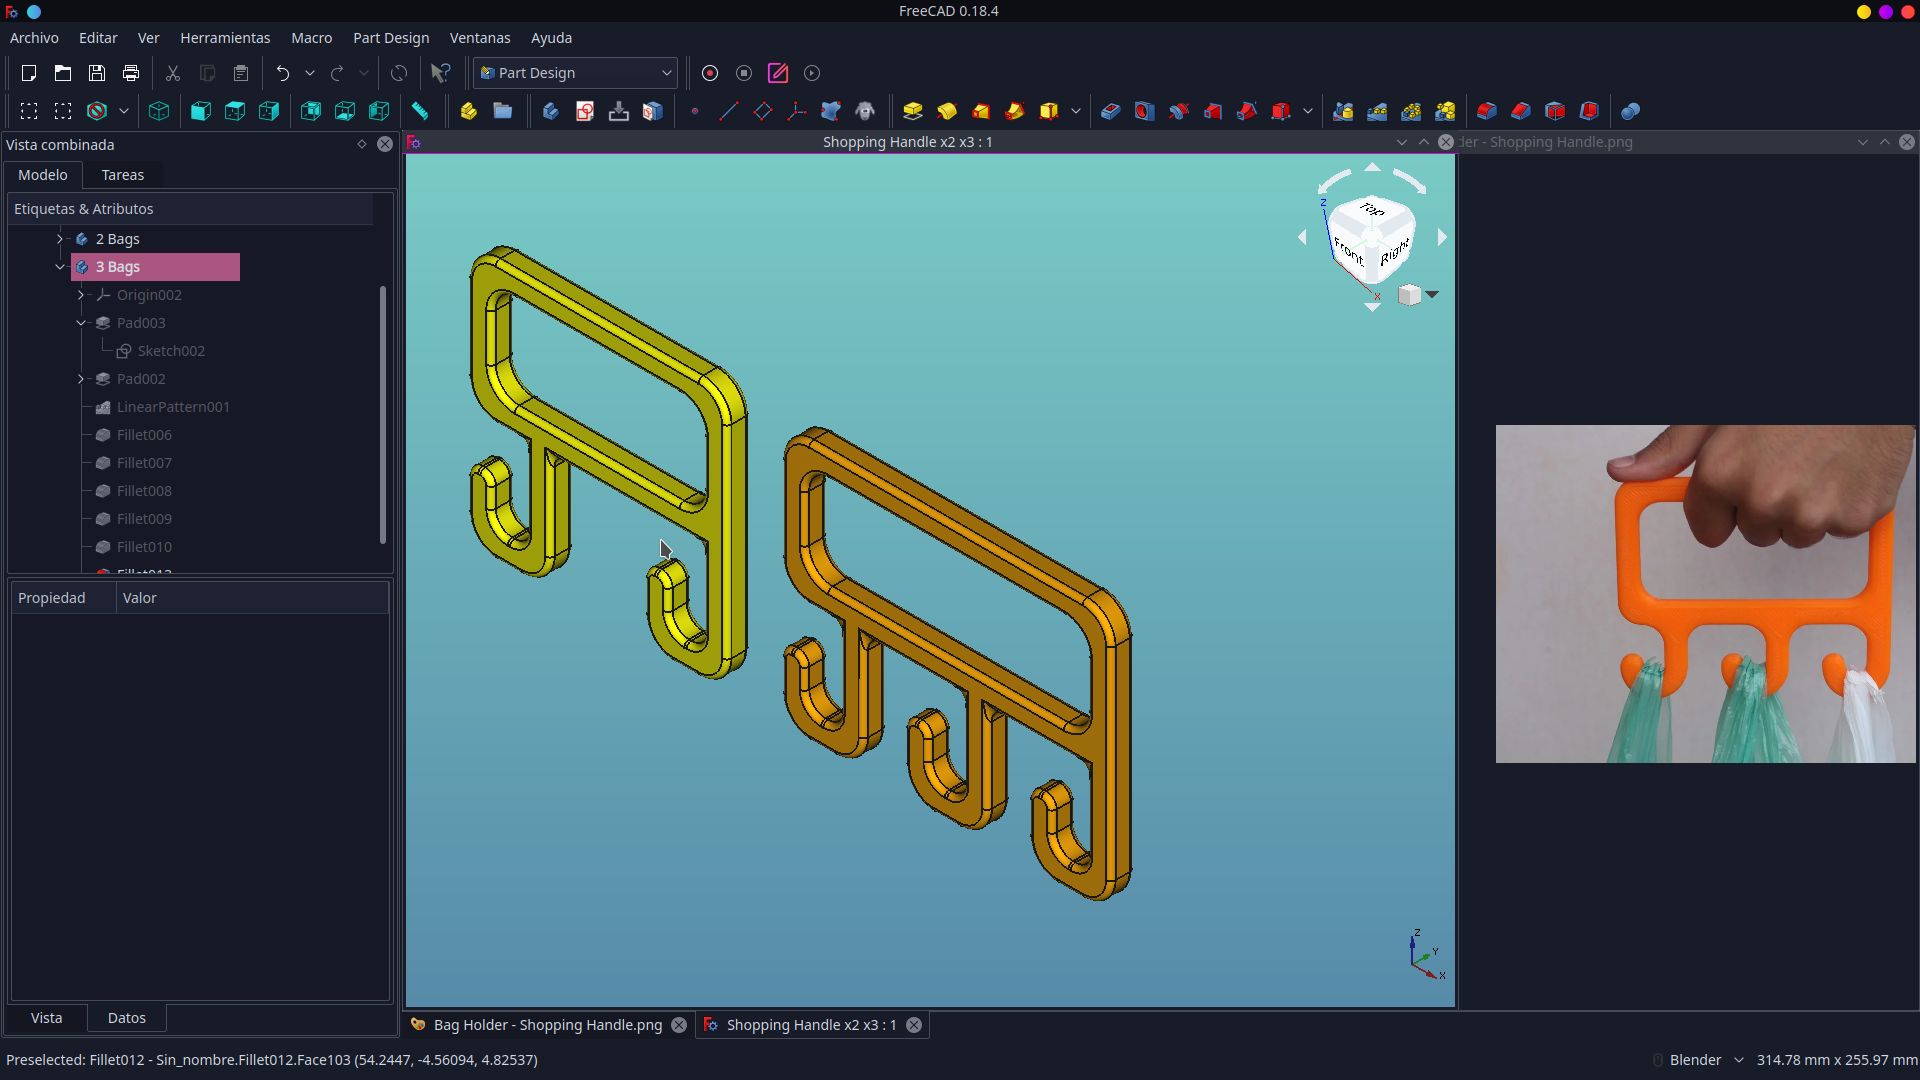 FreeCAD 0.18.4
Archivo Editar Ver Herramientas Macro Part Design Ventanas Ayuda
Part Design
Vista combinada
Shopping Handle x2 x3 : 1
der - Shopping Handle.png
Modelo Tareas
Etiquetas & Atributos
2 Bags
3 Bags
Origin002
Pad003
Sketch002
Pad002
LinearPattern001
Fillet006
Fillet007
Fillet008
Fillet009
Fillet010
Top
Front
Right
Z
X
Propiedad Valor
Z
Y
X
Vista Datos
Bag Holder - Shopping Handle.png
Shopping Handle x2 x3 : 1
Preselected: Fillet012 - Sin_nombre.Fillet012.Face103 (54.2447, -4.56094, 4.82537)
Blender 314.78 mm x 255.97 mm